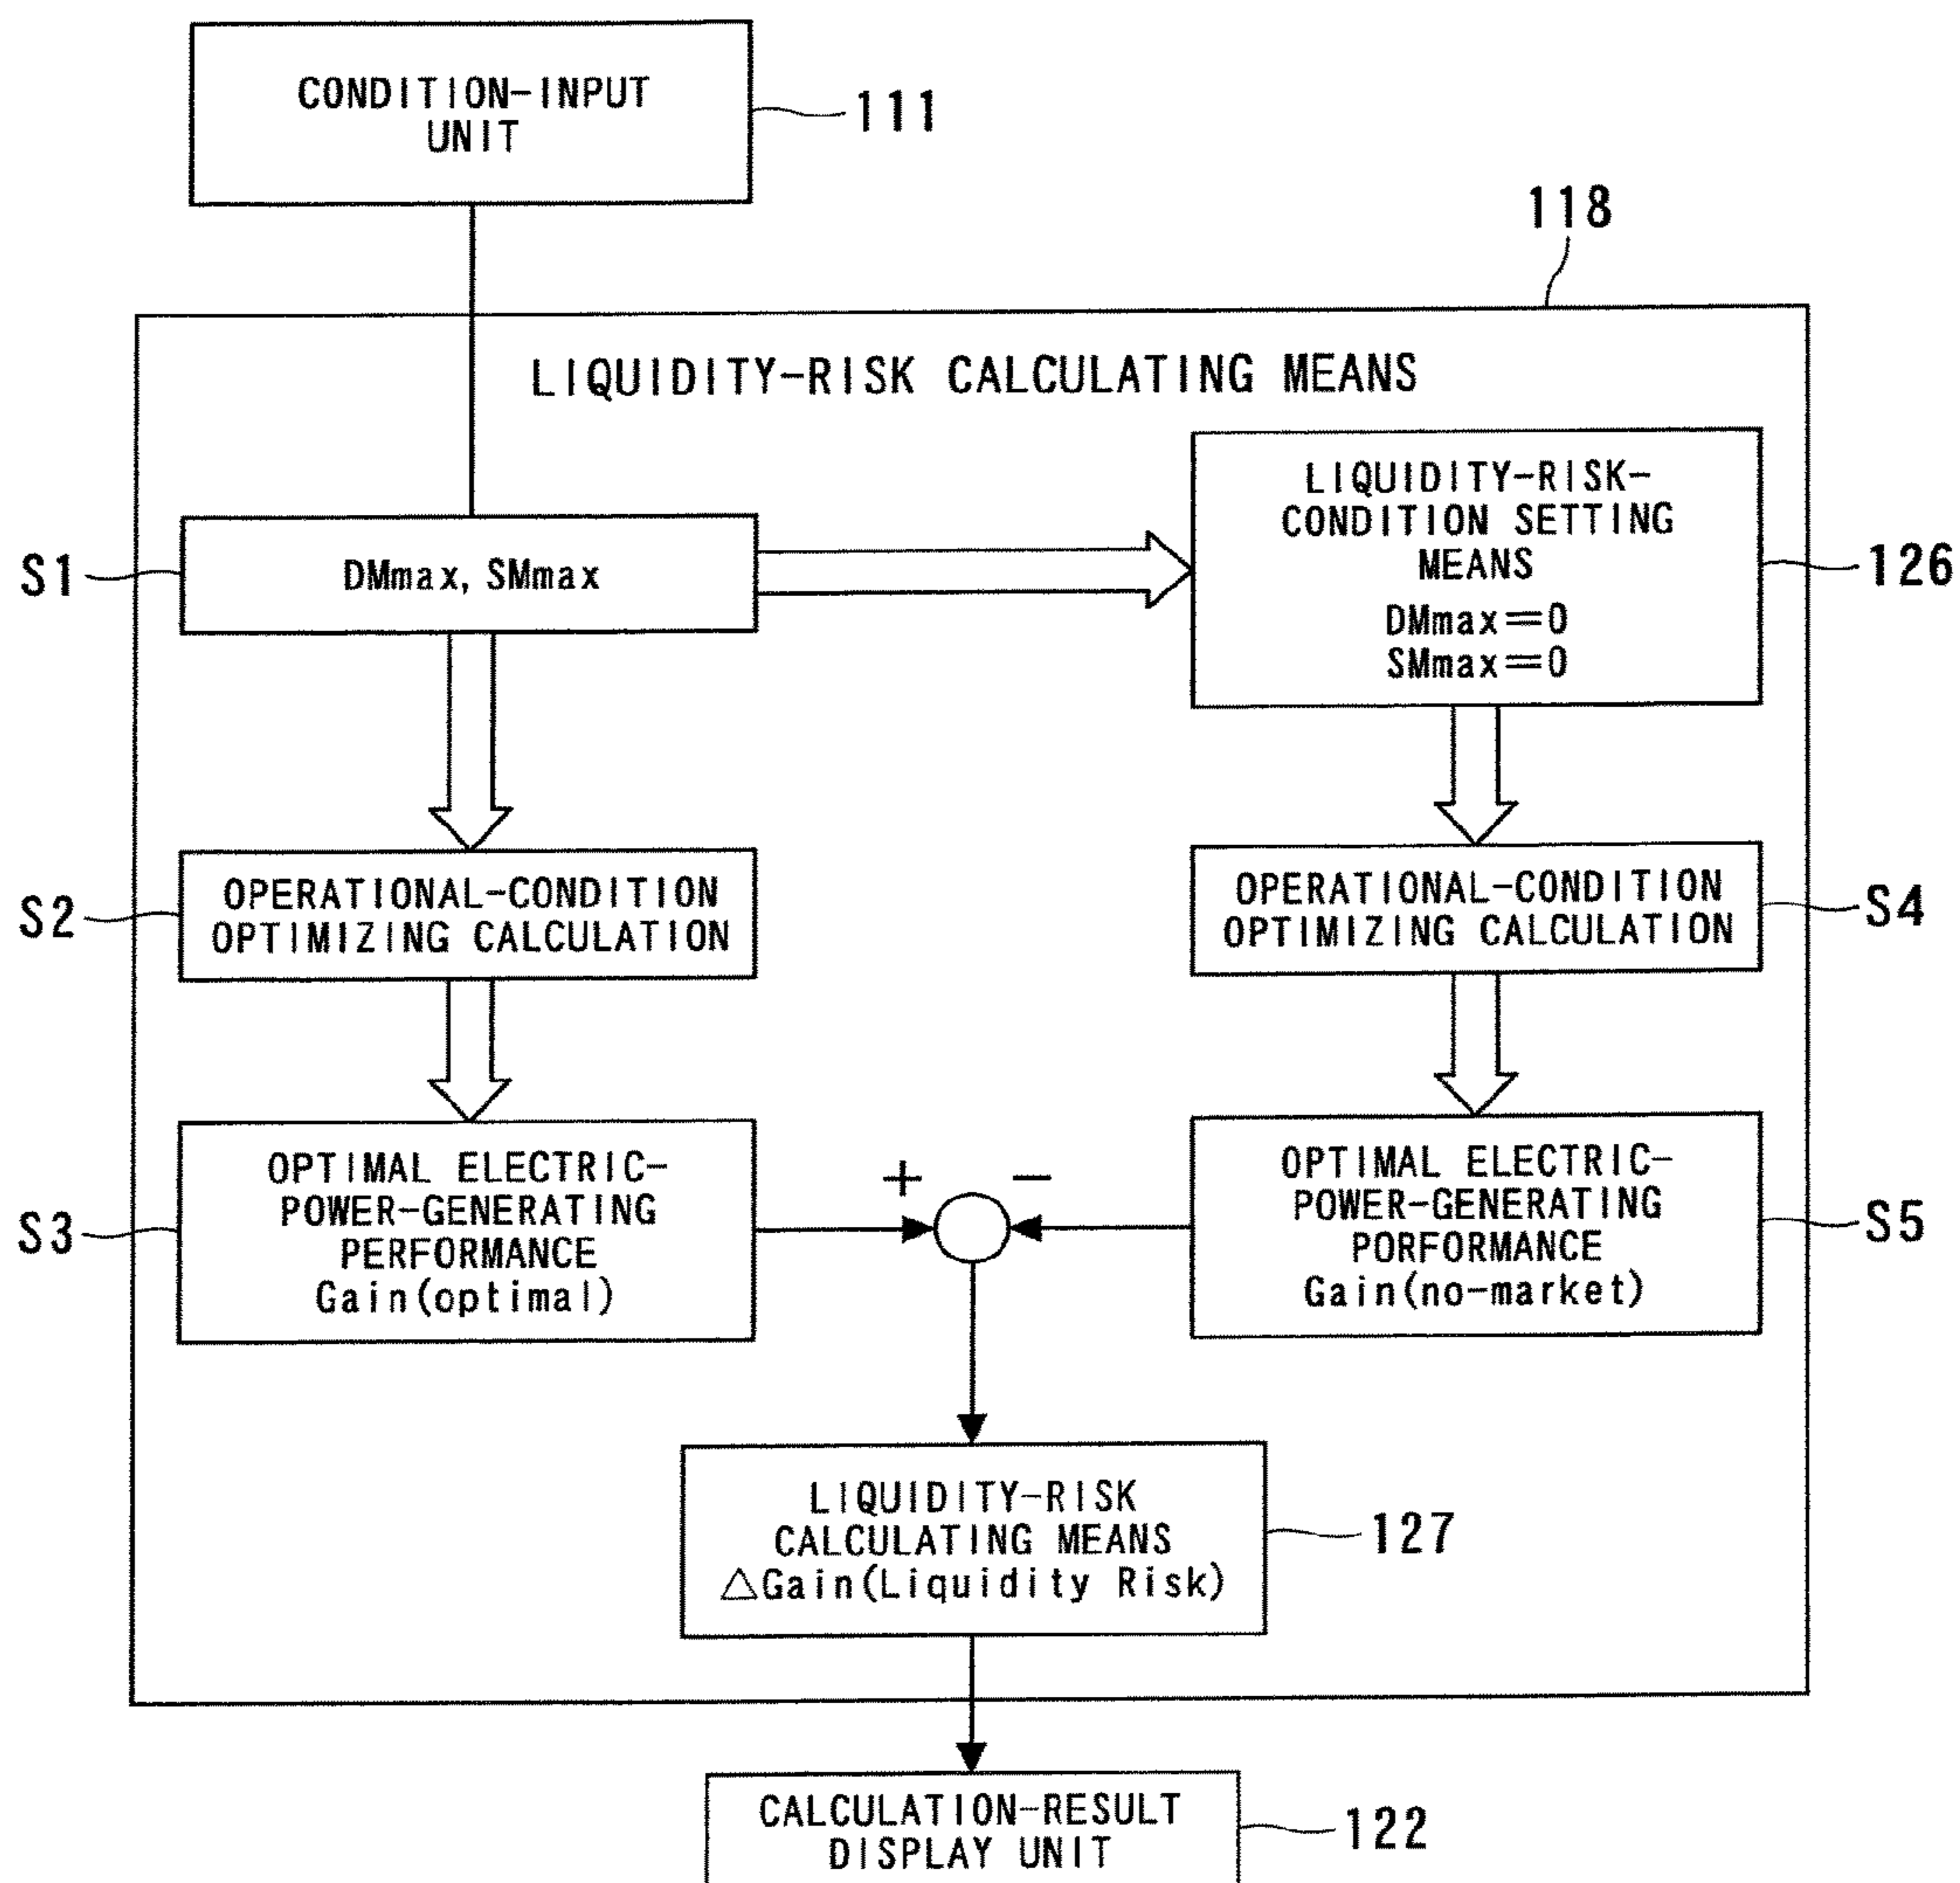 CONDITION-INPUT
UNIT
111
118
LIQUIDITY-RISK CALCULATING MEANS
S1
DMmax, SMmax
LIQUIDITY-RISK-
CONDITION SETTING
MEANS
DMmax=0
SMmax=0
126
S2
OPERATIONAL-CONDITION
OPTIMIZING CALCULATION
OPERATIONAL-CONDITION
OPTIMIZING CALCULATION
S4
S3
OPTIMAL ELECTRIC-
POWER-GENERATING
PERFORMANCE
Gain(optimal)
+
−
OPTIMAL ELECTRIC-
POWER-GENERATING
PORFORMANCE
Gain(no-market)
S5
LIQUIDITY-RISK
CALCULATING MEANS
△Gain(Liquidity Risk)
127
CALCULATION-RESULT
DISPLAY UNIT
122